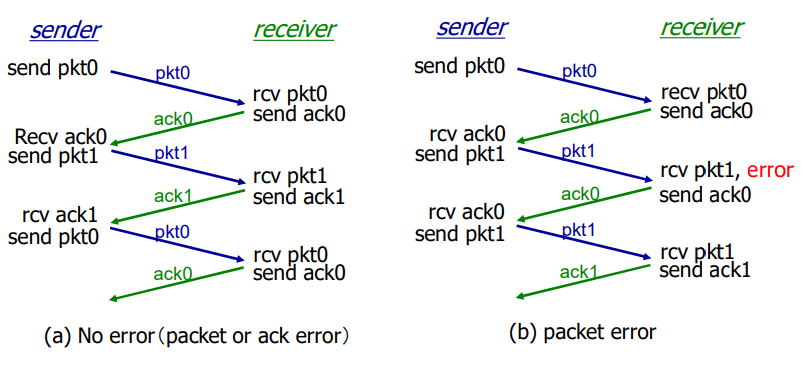 sender
receiver
send pkt0
pkt0
rcv pkt0
send ack0
ack0
Recv ack0
send pkt1
pkt1
rcv pkt1
send ack1
ack1
rcv ack1
send pkt0
pkt0
rcv pkt0
send ack0
ack0
(a) No error(packet or ack error)
sender
receiver
send pkt0
pkt0
recv pkt0
send ack0
ack0
rcv ack0
send pkt1
pkt1
rcv pkt1, error
send ack0
ack0
rcv ack0
send pkt1
pkt1
rcv pkt1
send ack1
ack1
(b) packet error